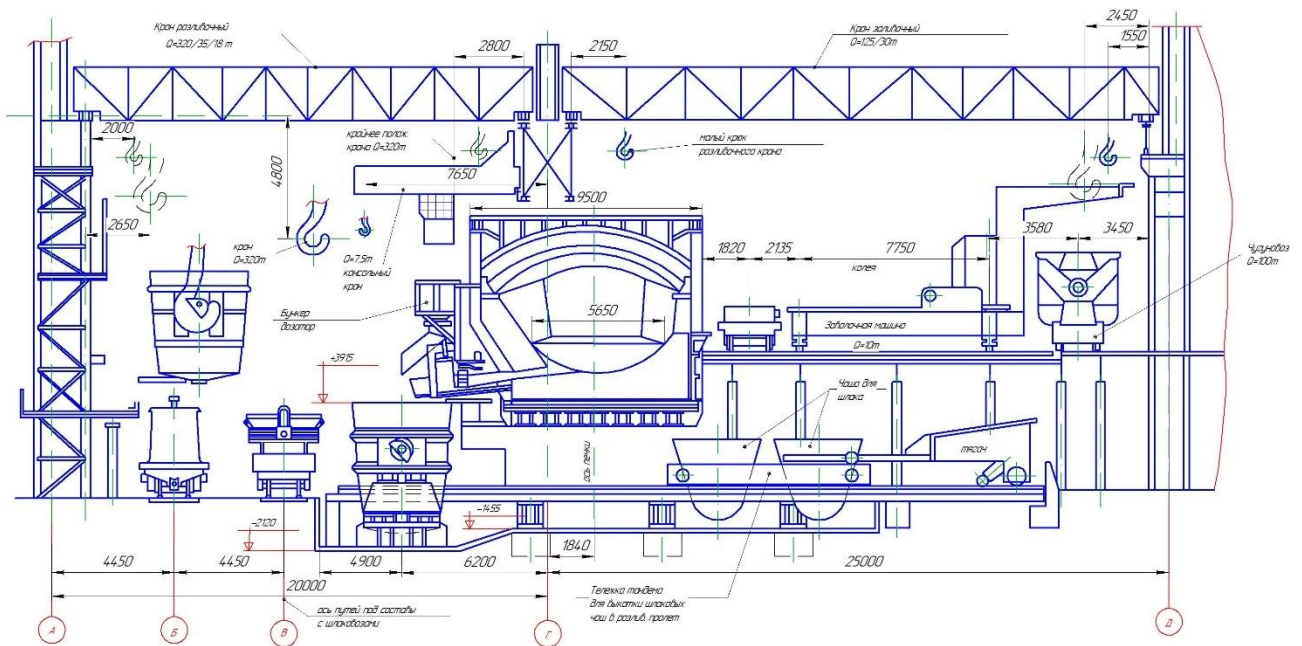 Кран разливочный
Q=320/35/18 т
2800
2150
Кран заливочный
Q=125/30т
2450
1550
2000
4800
крайнее полож.
крана Q=320т
малый крюк
разливочного крана
7650
9500
2650
кран
Q=320т
Q=7,5т
консольный
кран
1820
2135
7750
колея
3580
3450
Чугуновоз
Q=100т
Бункер
дозатор
5650
Завалочная машина
Q=10т
+3915
Чаши для
шлака
тягач
ось печки
-2120
-1455
4450
4450
4900
6200
1840
25000
20000
ось путей под составы
с шлаковозами
Тележка тандема
для выкатки шлаковых
чаш в разлив. пролет
А
Б
В
Г
Д